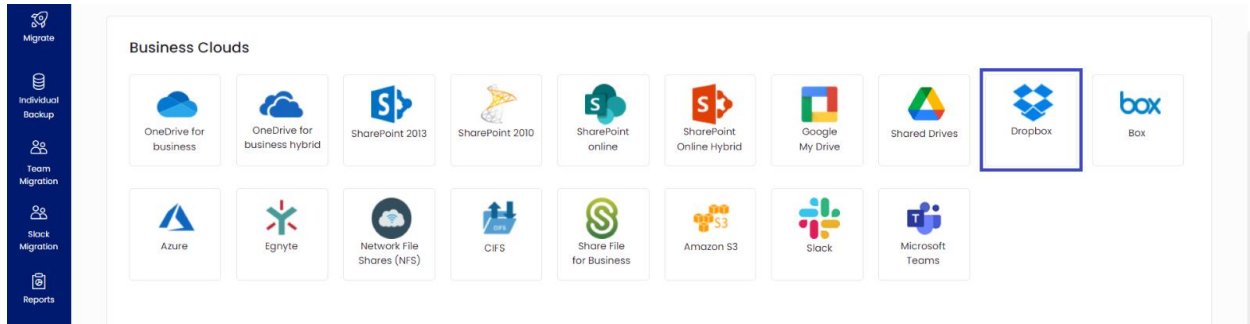 Migrate
Individual
Backup
Team
Migration
Slack
Migration
Reports
Business Clouds
OneDrive for
business
OneDrive for
business hybrid
S
SharePoint 2013
SharePoint 2010
S
SharePoint
online
S
SharePoint
Online Hybrid
Google
My Drive
Shared Drives
Dropbox
box
Box
Azure
Egnyte
Network File
Shares (NFS)
CIFS
CIFS
S
Share File
for Business
S3
Amazon S3
Slack
T
Microsoft
Teams